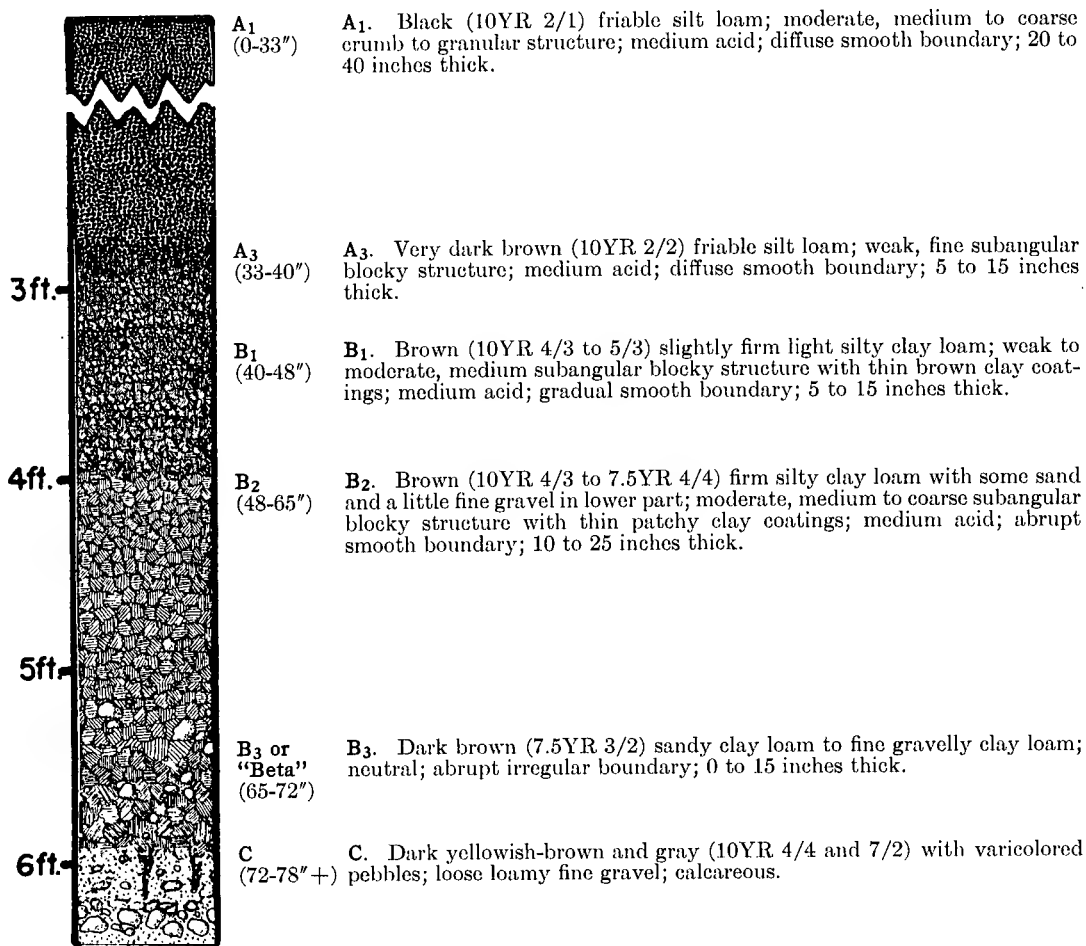 A1 A1. Black (10YR 2/1) friable silt loam; moderate, medium to coarse
(0-33″) crumb to granular structure; medium acid; diffuse smooth boundary; 20 to
40 inches thick.
A3 A3. Very dark brown (10YR 2/2) friable silt loam; weak, fine subangular
(33-40″) blocky structure; medium acid; diffuse smooth boundary; 5 to 15 inches
3ft. thick.
B1 B1. Brown (10YR 4/3 to 5/3) slightly firm light silty clay loam; weak to
(40-48″) moderate, medium subangular blocky structure with thin brown clay coat-
ings; medium acid; gradual smooth boundary; 5 to 15 inches thick.
4ft. B2 B2. Brown (10YR 4/3 to 7.5YR 4/4) firm silty clay loam with some sand
(48-65″) and a little fine gravel in lower part; moderate, medium to coarse subangular
blocky structure with thin patchy clay coatings; medium acid; abrupt
smooth boundary; 10 to 25 inches thick.
5ft.
B3 or B3. Dark brown (7.5YR 3/2) sandy clay loam to fine gravelly clay loam;
“Beta” neutral; abrupt irregular boundary; 0 to 15 inches thick.
(65-72″)
6ft. C C. Dark yellowish-brown and gray (10YR 4/4 and 7/2) with varicolored
(72-78″+) pebbles; loose loamy fine gravel; calcareous.